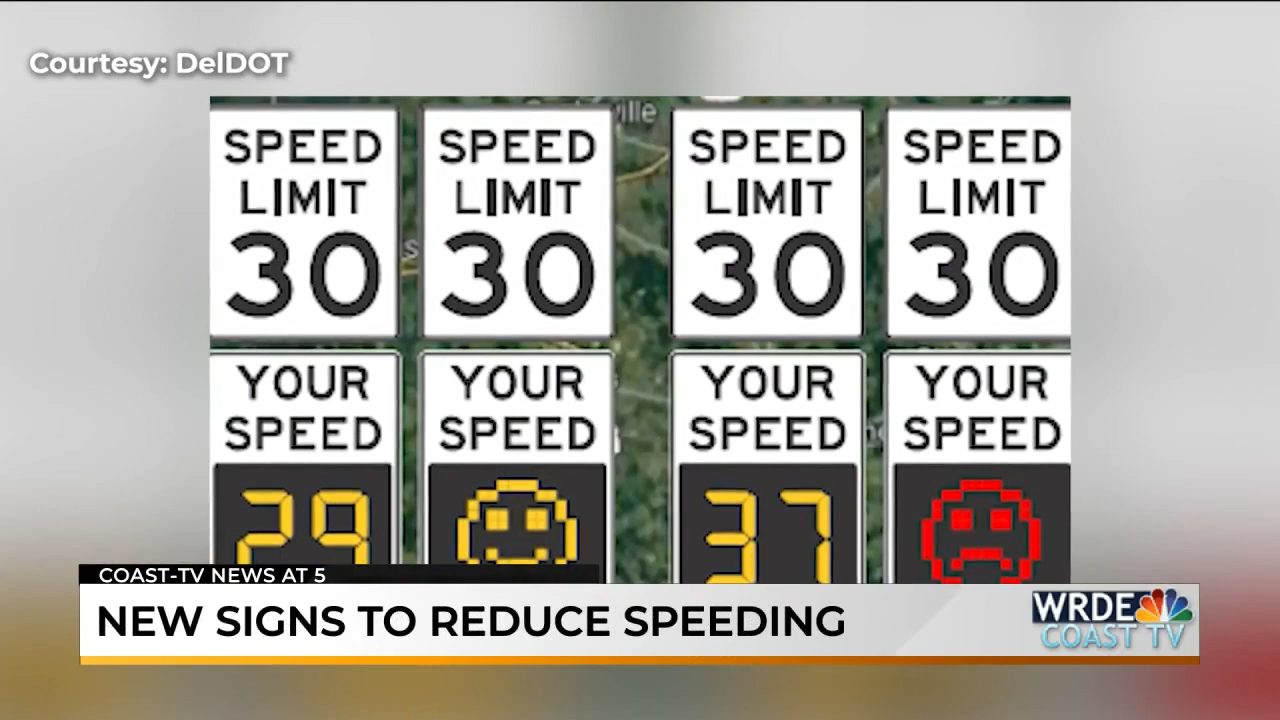 Courtesy: DelDOT
ville
SPEED
LIMIT
30
SPEED
LIMIT
30
SPEED
LIMIT
30
SPEED
LIMIT
30
YOUR
SPEED
29
YOUR
SPEED
YOUR
SPEED
37
YOUR
SPEED
COAST-TV NEWS AT 5
NEW SIGNS TO REDUCE SPEEDING
WRDE
COAST TV